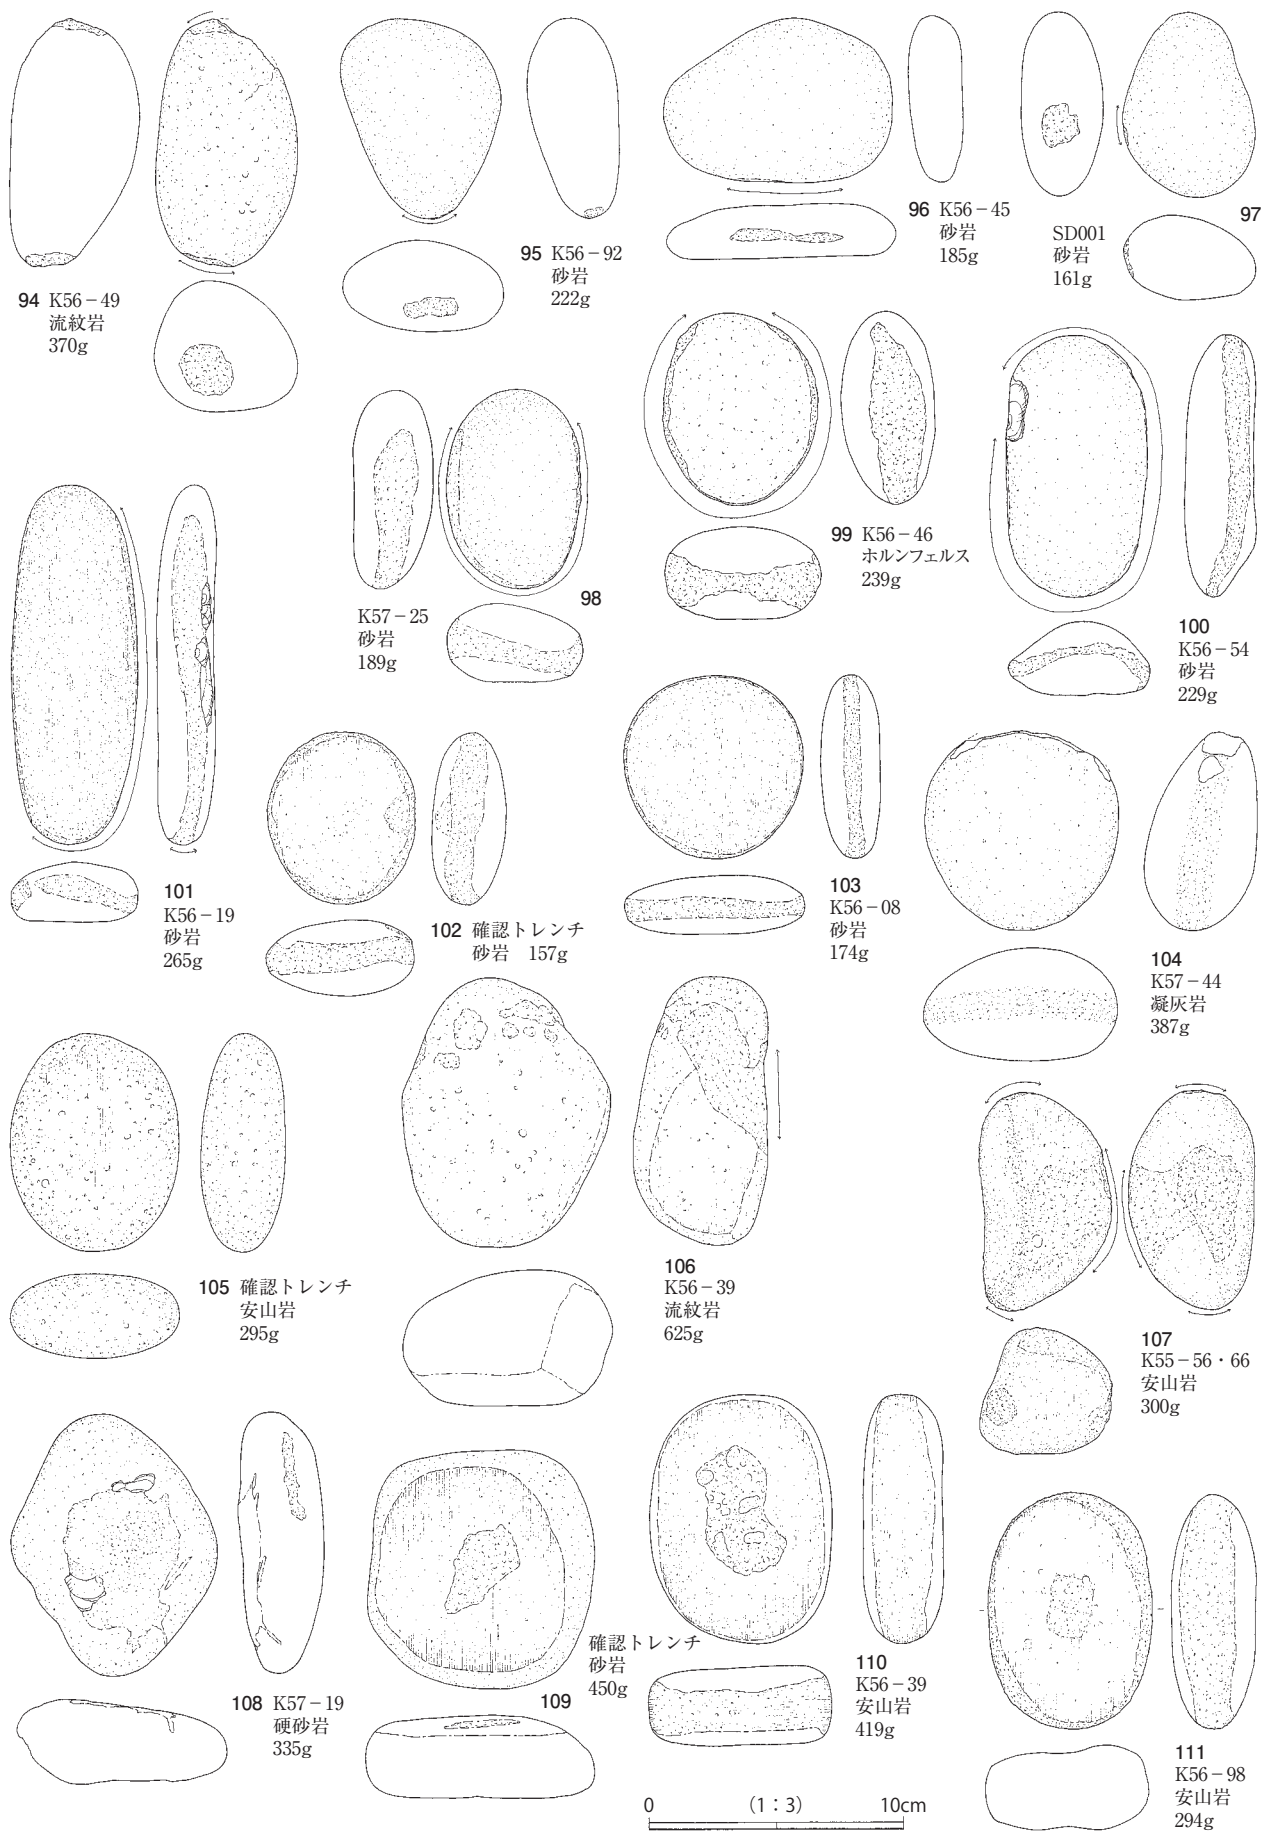 94 K56－49
流紋岩
370g
95 K56－92
砂岩
222g
96 K56－45
砂岩
185g
97
SD001
砂岩
161g
98
K57－25
砂岩
189g
99 K56－46
ホルンフェルス
239g
100
K56－54
砂岩
229g
101
K56－19
砂岩
265g
102 確認トレンチ
砂岩 157g
103
K56－08
砂岩
174g
104
K57－44
凝灰岩
387g
105 確認トレンチ
安山岩
295g
106
K56－39
流紋岩
625g
107
K55－56・66
安山岩
300g
108 K57－19
硬砂岩
335g
確認トレンチ
砂岩
450g
109
110
K56－39
安山岩
419g
111
K56－98
安山岩
294g
0 (1：3) 10cm